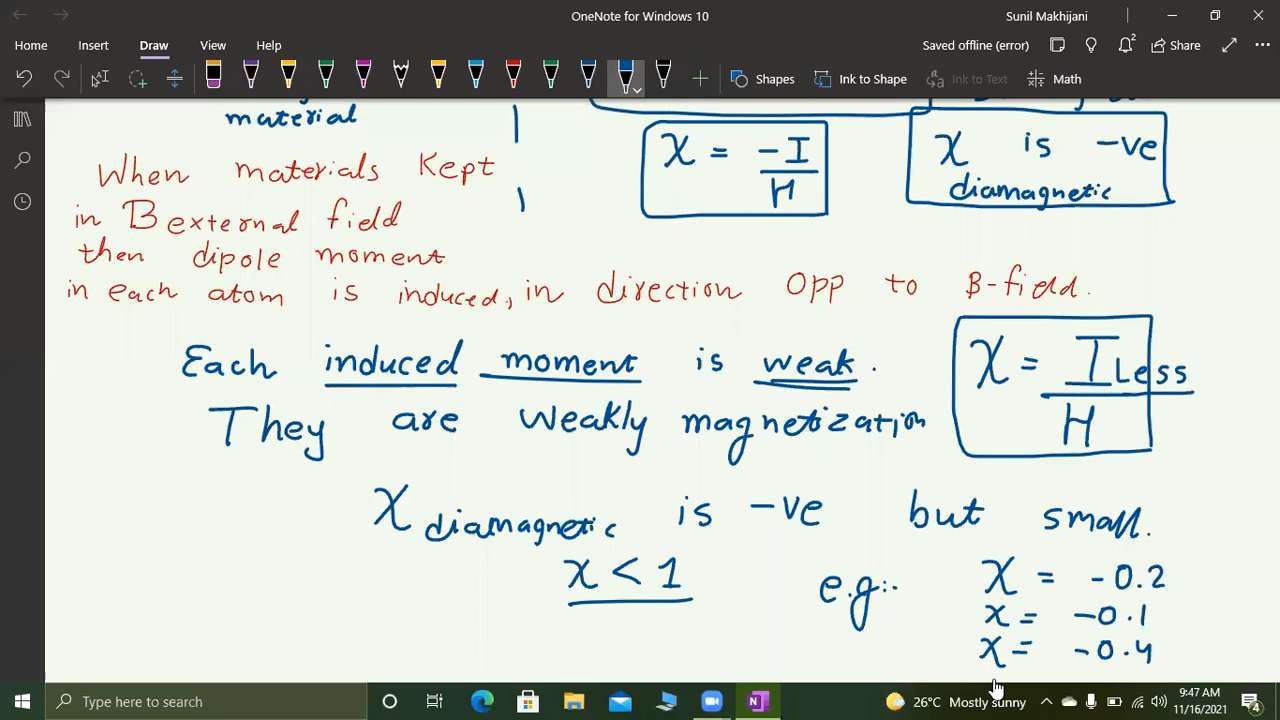 OneNote for Windows 10
Sunil Makhijani
Home Insert Draw View Help
Saved offline (error)
Share
Shapes
Ink to Shape
Ink to Text
Math
material
χ = -I / H
χ is -ve
diamagnetic
When materials Kept
in B external field
then dipole moment
in each atom is induced, in direction Opp to B-field.
Each induced moment is weak.
χ = I Less / H
They are weakly magnetization
χ diamagnetic is -ve but small.
x < 1
e.g:-
χ = -0.2
x = -0.1
x = -0.4
Type here to search
26°C Mostly sunny
9:47 AM
11/16/2021
4